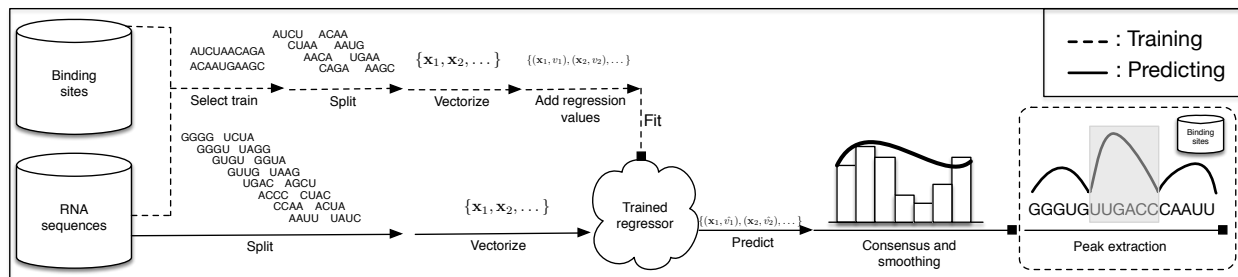 Binding
sites
RNA
sequences
AUCUAACAGA
ACAAUGAAGC
Select train
AUCU ACAA
CUAA AAUG
AACA UGAA
CAGA AAGC
Split
{x₁, x₂, . . . }
Vectorize
{(x₁, v₁), (x₂, v₂), . . . }
Add regression
values
Fit
GGGG UCUA
GGGU UAGG
GUGU GGUA
GUUG UAAG
UGAC AGCU
ACCC CUAC
CCAA ACUA
AAUU UAUC
Split
{x₁, x₂, . . . }
Vectorize
Trained
regressor
{(x₁, v̂₁), (x₂, v̂₂), . . . }
Predict
Consensus and
smoothing
: Training
: Predicting
Binding
sites
GGGUGUUGACCCAAUU
Peak extraction